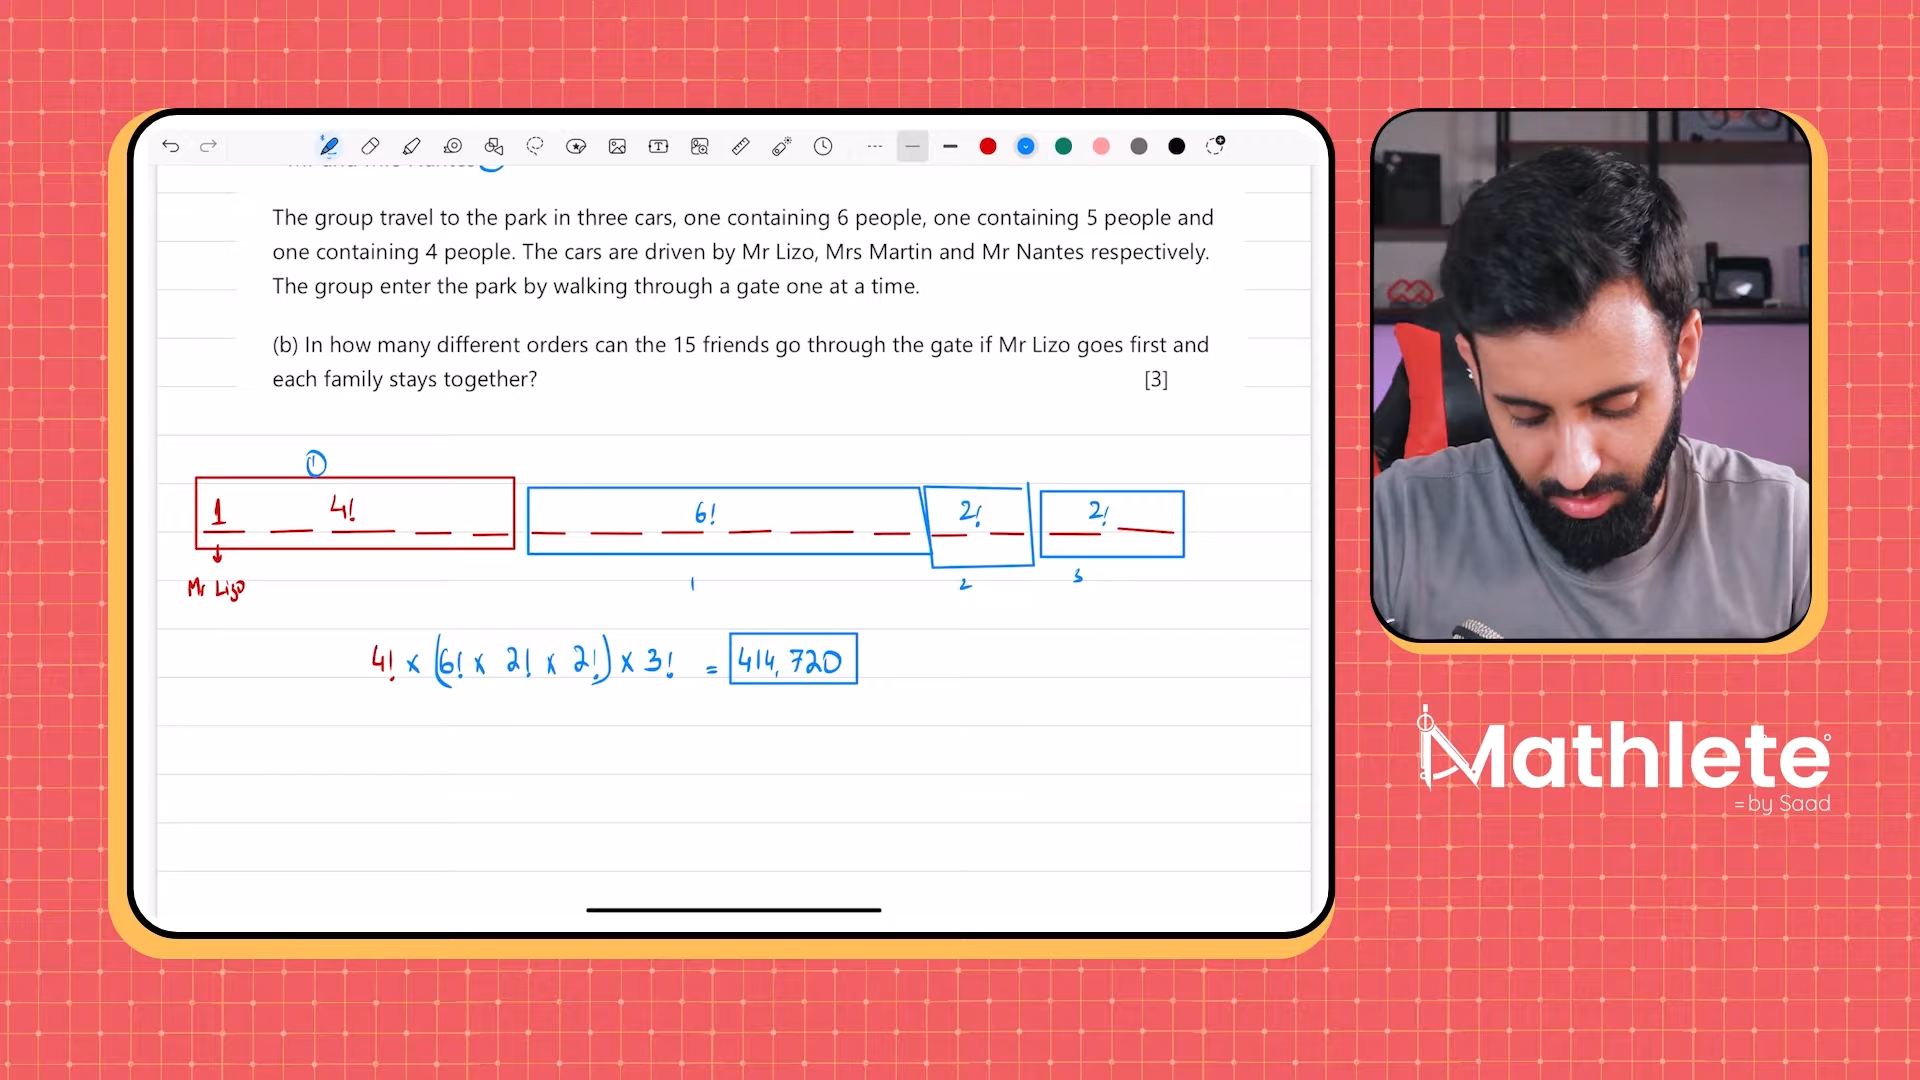 The group travel to the park in three cars, one containing 6 people, one containing 5 people and
one containing 4 people. The cars are driven by Mr Lizo, Mrs Martin and Mr Nantes respectively.
The group enter the park by walking through a gate one at a time.
(b) In how many different orders can the 15 friends go through the gate if Mr Lizo goes first and
each family stays together? [3]
1
1 4! 6! 2! 2!
Mr Lizo 1 2 3
4! × (6! × 2! × 2!) × 3! = 414,720
Mathlete
= by Saad